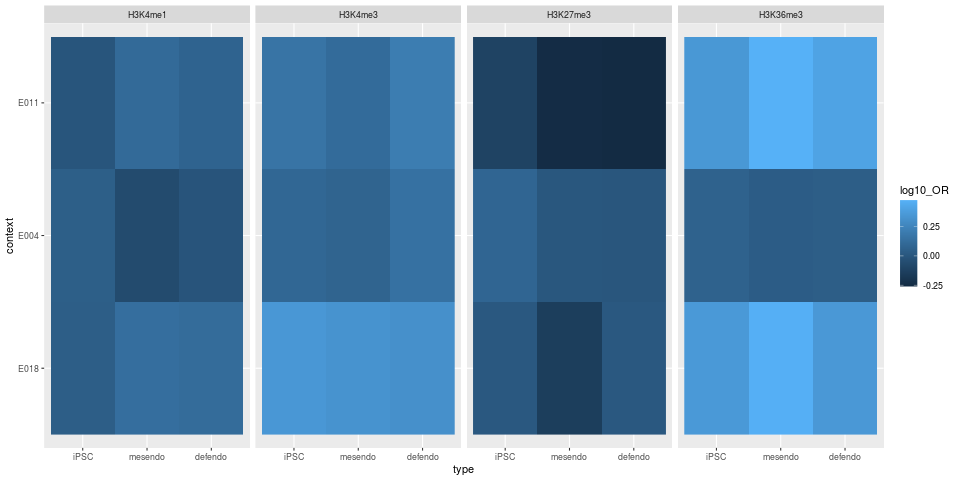 H3K4me1 H3K4me3 H3K27me3 H3K36me3
context
E011
E004
E018
log10_OR
0.25
0.00
-0.25
iPSC mesendo defendo iPSC mesendo defendo iPSC mesendo defendo iPSC mesendo defendo
type